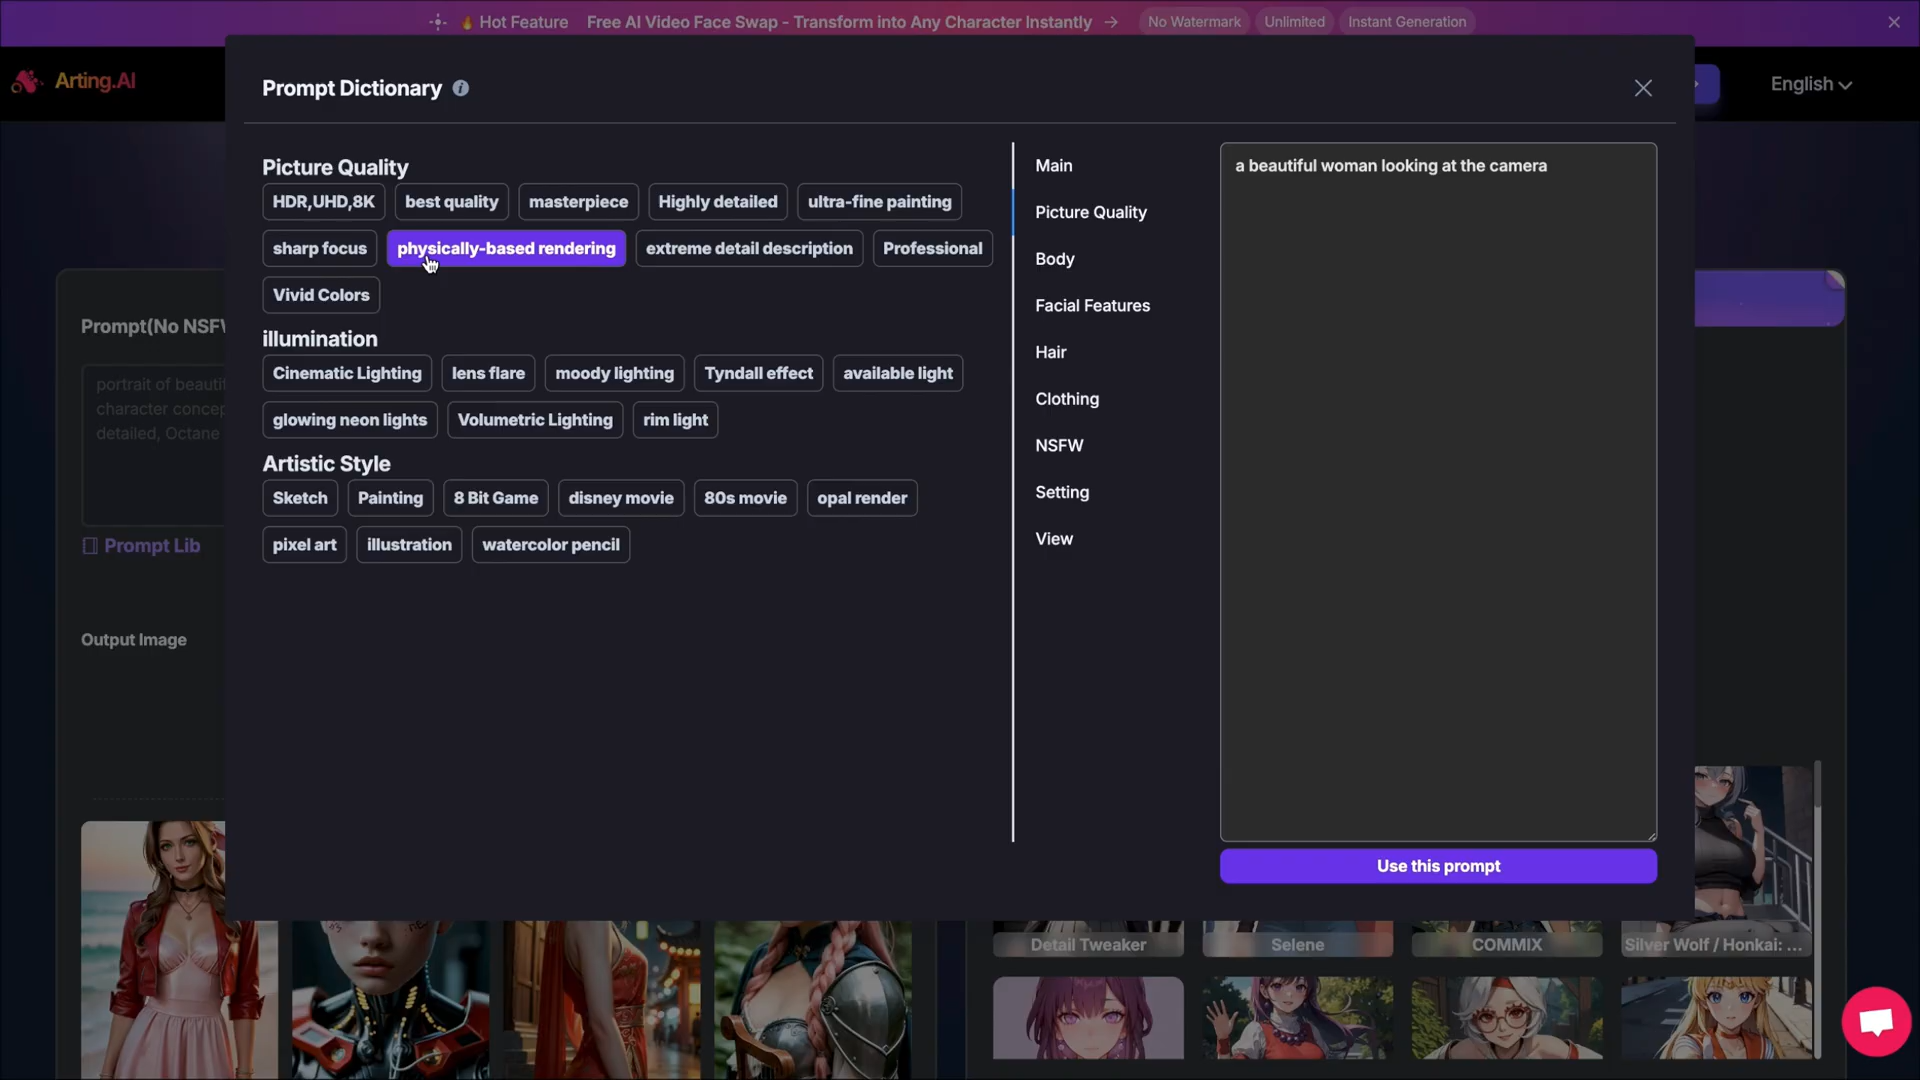 🔥 Hot Feature Free AI Video Face Swap - Transform into Any Character Instantly → No Watermark Unlimited Instant Generation
Arting.AI
English
Prompt Dictionary
Picture Quality
HDR,UHD,8K best quality masterpiece Highly detailed ultra-fine painting
sharp focus physically-based rendering extreme detail description Professional
Vivid Colors
illumination
Cinematic Lighting lens flare moody lighting Tyndall effect available light
glowing neon lights Volumetric Lighting rim light
Artistic Style
Sketch Painting 8 Bit Game disney movie 80s movie opal render
pixel art illustration watercolor pencil
Main
Picture Quality
Body
Facial Features
Hair
Clothing
NSFW
Setting
View
a beautiful woman looking at the camera
Use this prompt
Prompt(No NSFW
portrait of beautif
character concep
detailed, Octane
Prompt Lib
Output Image
Detail Tweaker
Selene
COMMIX
Silver Wolf / Honkai: ...